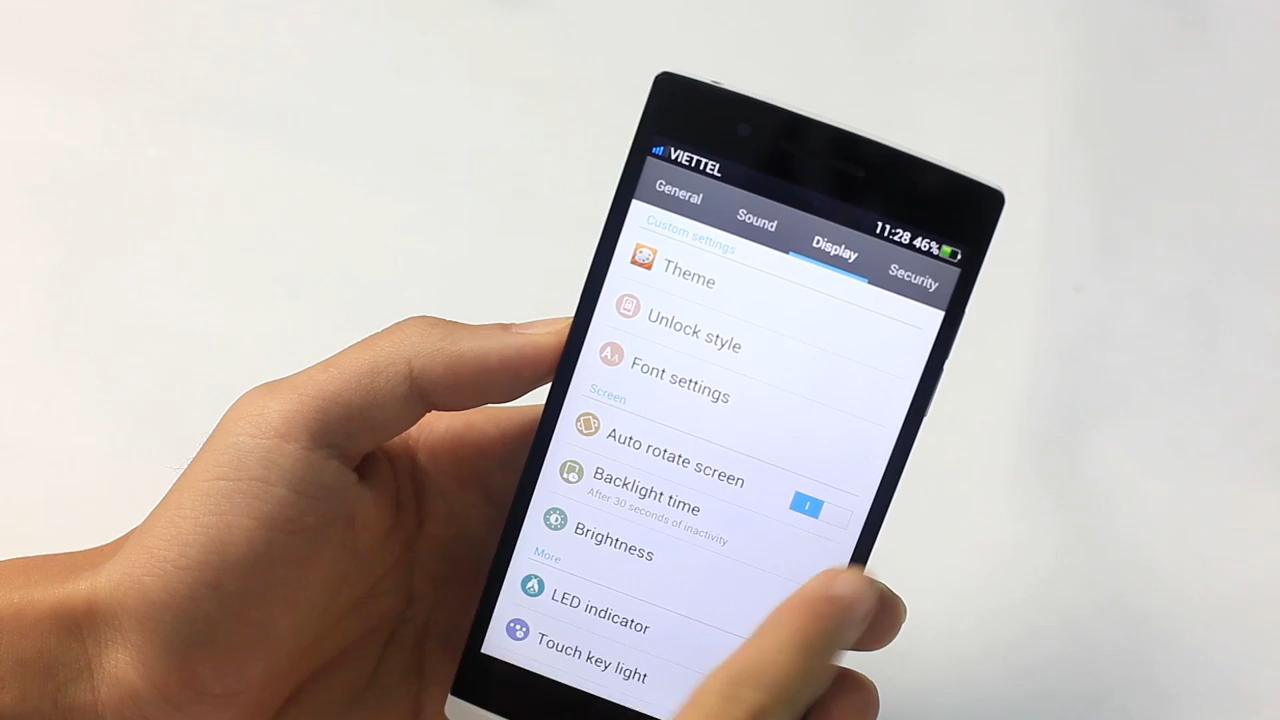 VIETTEL
11:28 46%
General
Sound
Display
Security
Custom settings
Theme
Unlock style
Font settings
Screen
Auto rotate screen
Backlight time
After 30 seconds of inactivity
Brightness
More
LED indicator
Touch key light